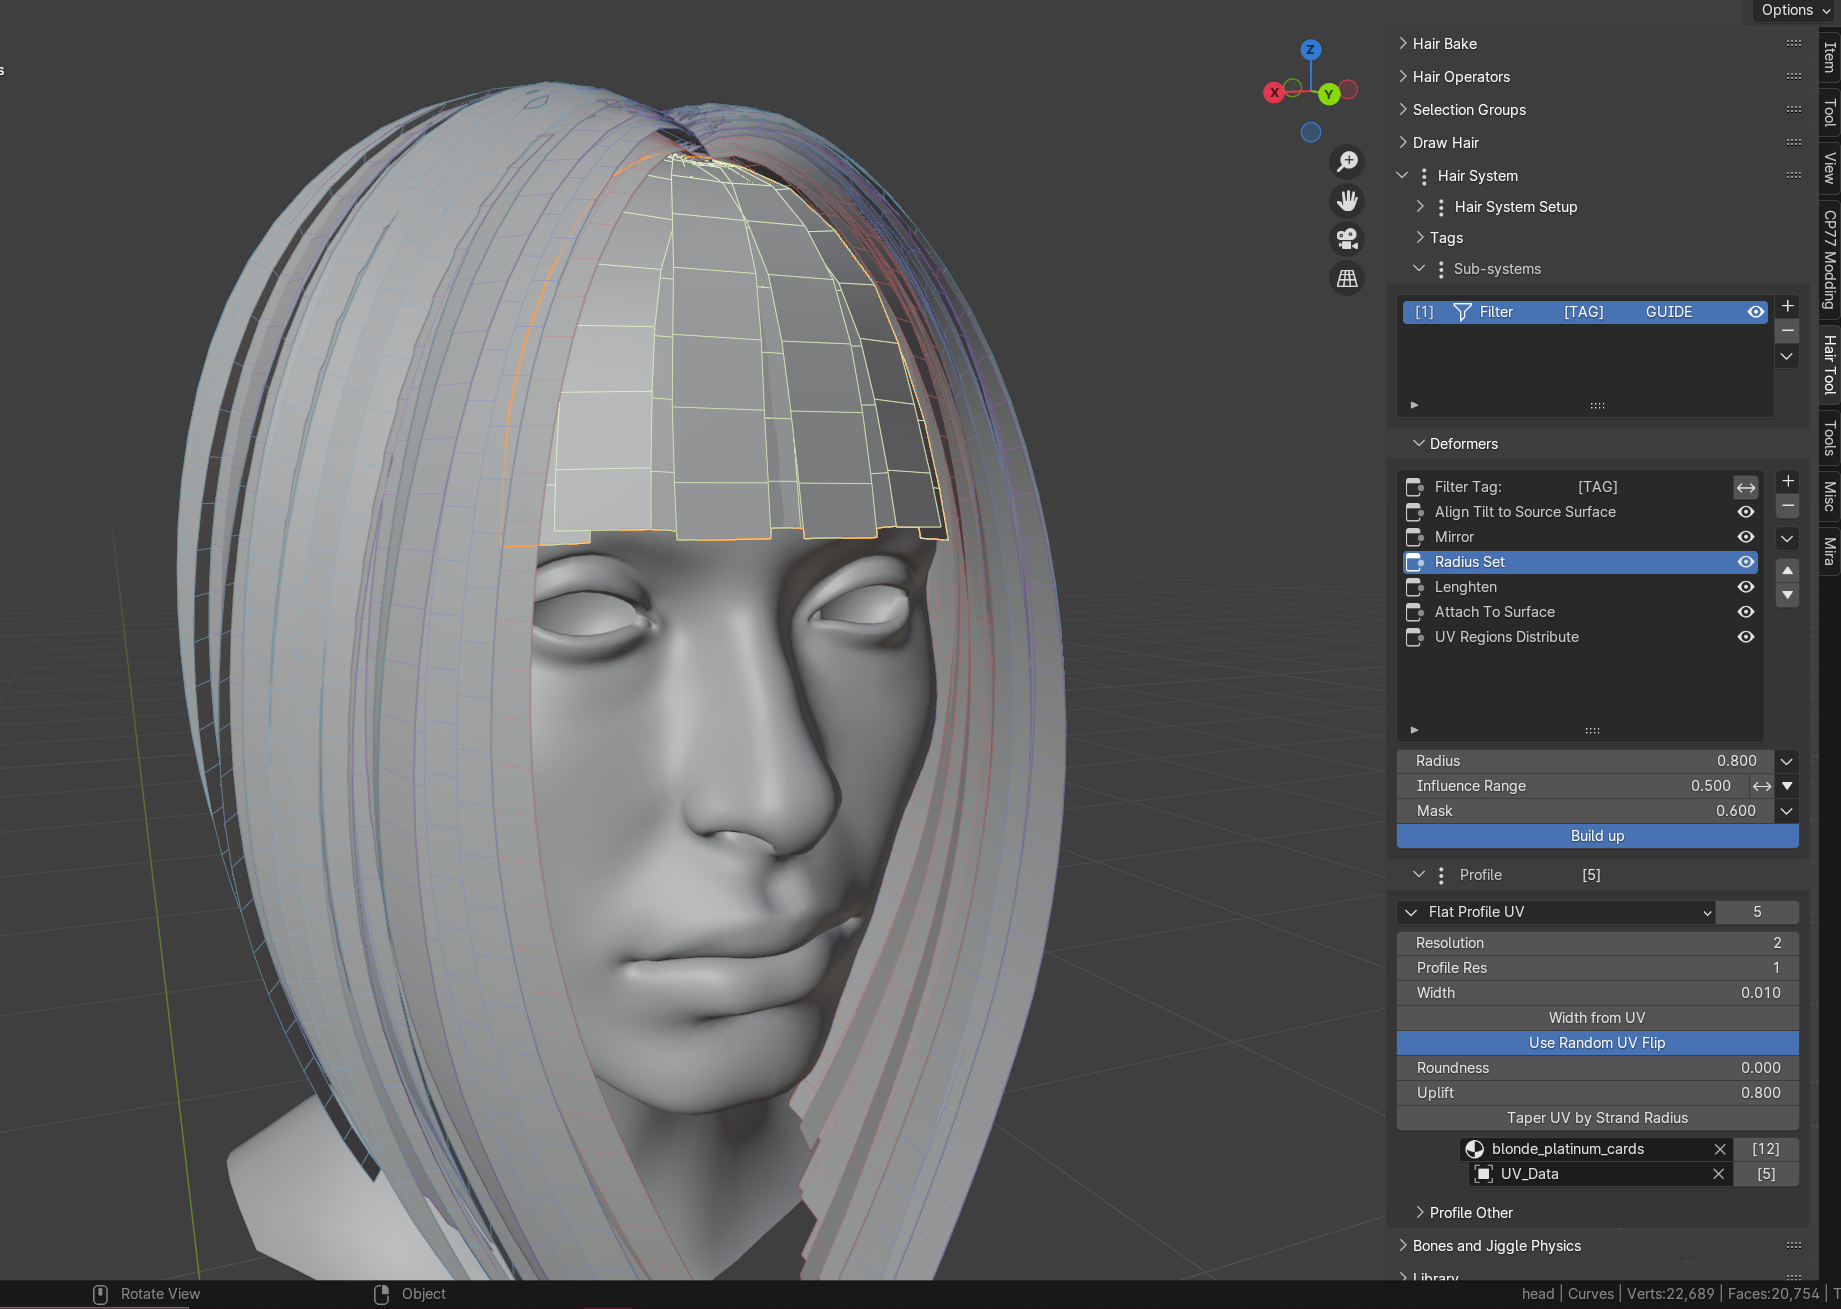 Options
s
Z
X
Y
Hair Bake
Hair Operators
Selection Groups
Draw Hair
Hair System
Hair System Setup
Tags
Sub-systems
[1] Filter [TAG] GUIDE
Deformers
Filter Tag: [TAG]
Align Tilt to Source Surface
Mirror
Radius Set
Lenghten
Attach To Surface
UV Regions Distribute
Radius 0.800
Influence Range 0.500
Mask 0.600
Build up
Profile [5]
Flat Profile UV 5
Resolution 2
Profile Res 1
Width 0.010
Width from UV
Use Random UV Flip
Roundness 0.000
Uplift 0.800
Taper UV by Strand Radius
blonde_platinum_cards [12]
UV_Data [5]
Profile Other
Bones and Jiggle Physics
Library
Item
Tool
View
CP77 Modding
Hair Tool
Tools
Misc
Mira
Rotate View
Object
head | Curves | Verts:22,689 | Faces:20,754 | T